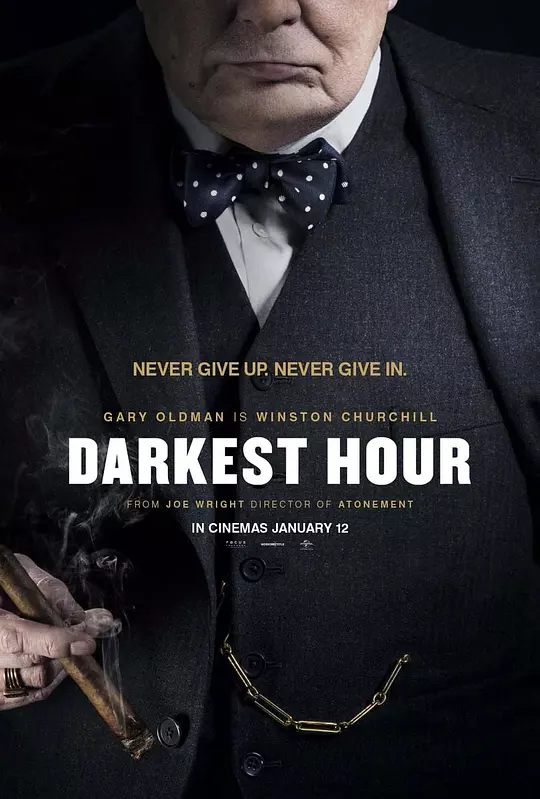 NEVER GIVE UP. NEVER GIVE IN.
GARY OLDMAN IS WINSTON CHURCHILL
DARKEST HOUR
FROM JOE WRIGHT DIRECTOR OF ATONEMENT
IN CINEMAS JANUARY 12
FOCUS